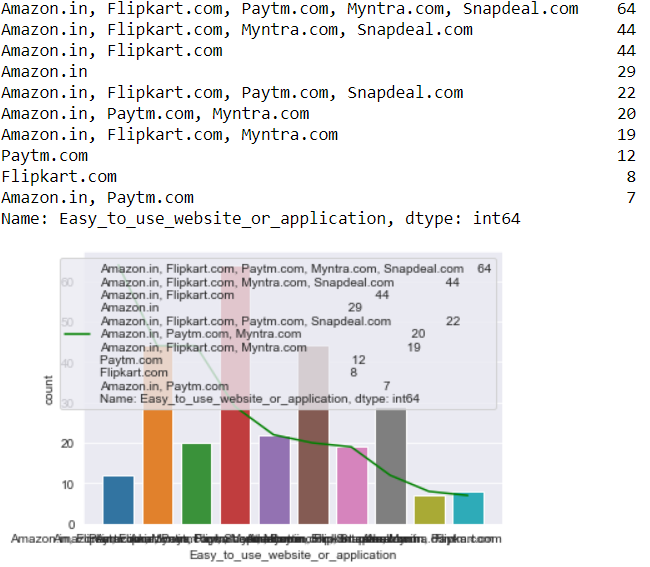 Amazon.in, Flipkart.com, Paytm.com, Myntra.com, Snapdeal.com 64
Amazon.in, Flipkart.com, Myntra.com, Snapdeal.com 44
Amazon.in, Flipkart.com 44
Amazon.in 29
Amazon.in, Flipkart.com, Paytm.com, Snapdeal.com 22
Amazon.in, Paytm.com, Myntra.com 20
Amazon.in, Flipkart.com, Myntra.com 19
Paytm.com 12
Flipkart.com 8
Amazon.in, Paytm.com 7
Name: Easy_to_use_website_or_application, dtype: int64
Amazon.in, Flipkart.com, Paytm.com, Myntra.com, Snapdeal.com 64
Amazon.in, Flipkart.com, Myntra.com, Snapdeal.com 44
Amazon.in, Flipkart.com 44
Amazon.in 29
Amazon.in, Flipkart.com, Paytm.com, Snapdeal.com 22
Amazon.in, Paytm.com, Myntra.com 20
Amazon.in, Flipkart.com, Myntra.com 19
Paytm.com 12
Flipkart.com 8
Amazon.in, Paytm.com 7
Name: Easy_to_use_website_or_application, dtype: int64
60
50
40
30
20
10
0
count
Easy_to_use_website_or_application